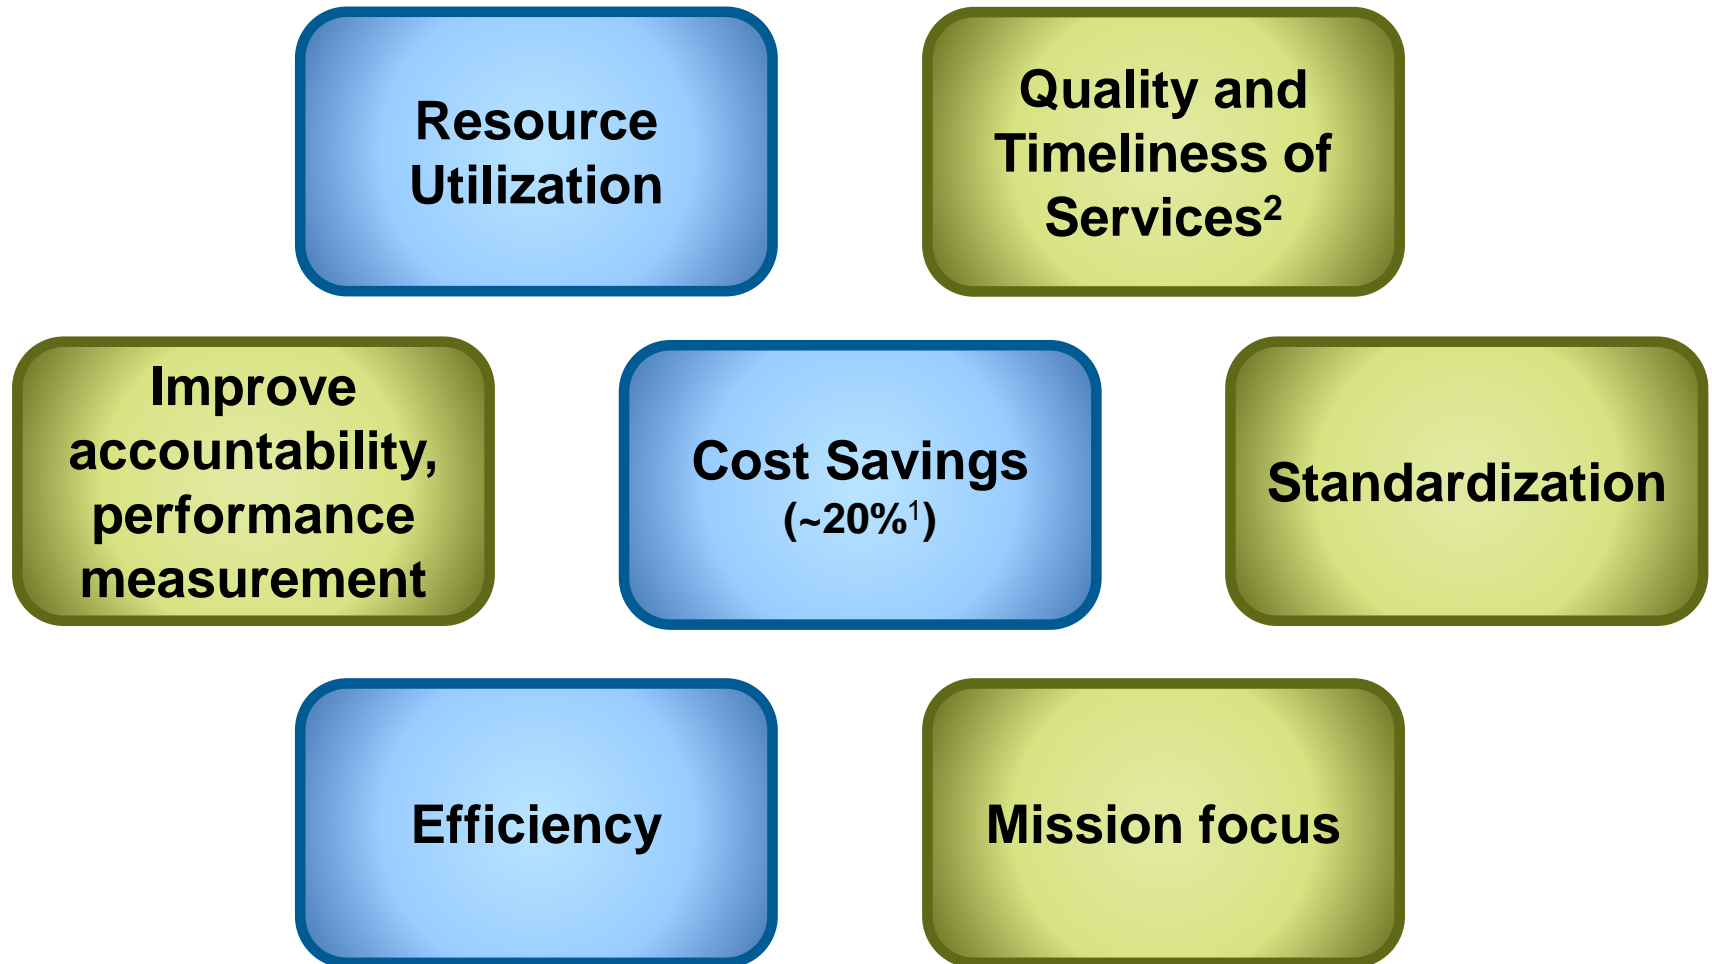 Resource
Utilization
Quality and
Timeliness of
Services²
Improve
accountability,
performance
measurement
Cost Savings
(~20%¹)
Standardization
Efficiency
Mission focus